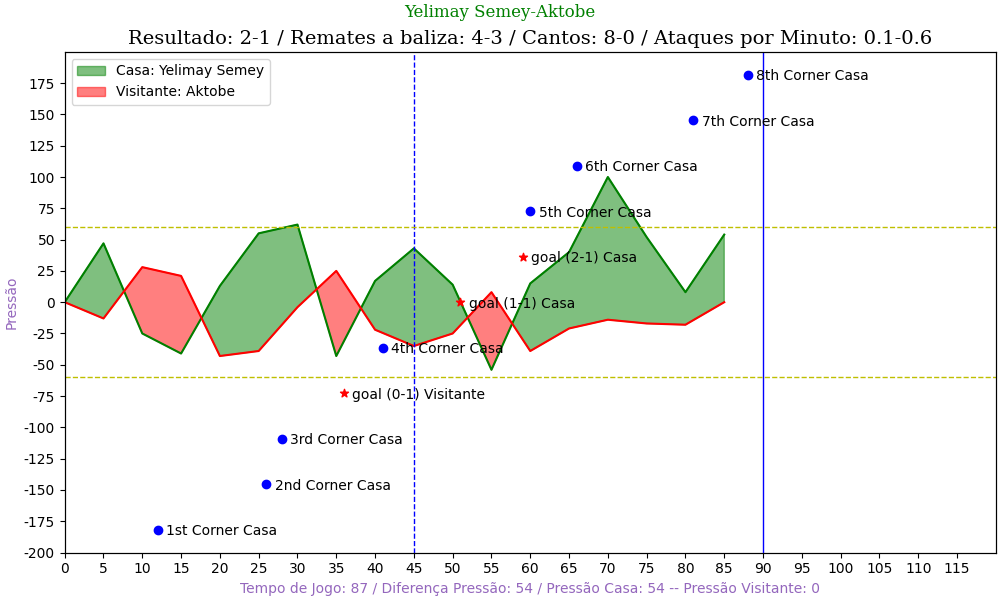 Yelimay Semey-Aktobe
Resultado: 2-1 / Remates a baliza: 4-3 / Cantos: 8-0 / Ataques por Minuto: 0.1-0.6
Casa: Yelimay Semey
Visitante: Aktobe
8th Corner Casa
7th Corner Casa
6th Corner Casa
5th Corner Casa
goal (2-1) Casa
goal (1-1) Casa
4th Corner Casa
goal (0-1) Visitante
3rd Corner Casa
2nd Corner Casa
1st Corner Casa
Pressão
175
150
125
100
75
50
25
0
-25
-50
-75
-100
-125
-150
-175
-200
0 5 10 15 20 25 30 35 40 45 50 55 60 65 70 75 80 85 90 95 100 105 110 115
Tempo de Jogo: 87 / Diferença Pressão: 54 / Pressão Casa: 54 -- Pressão Visitante: 0